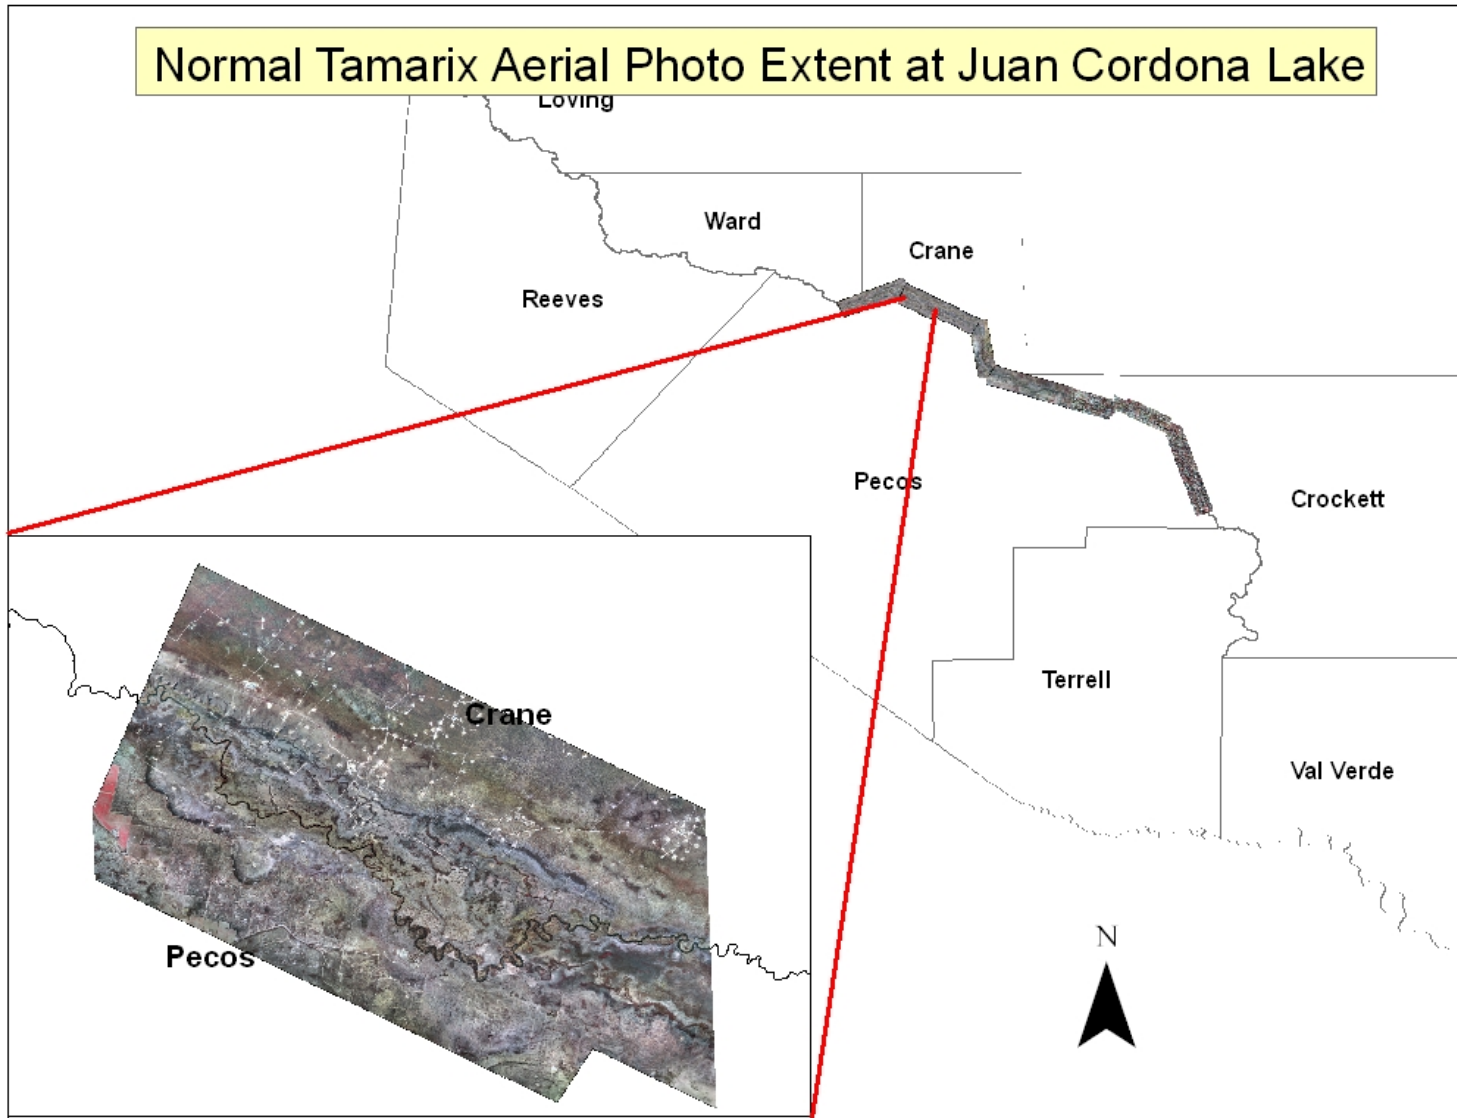 Normal Tamarix Aerial Photo Extent at Juan Cordona Lake
Loving
Ward
Crane
Reeves
Pecos
Crockett
Terrell
Val Verde
Crane
Pecos
N